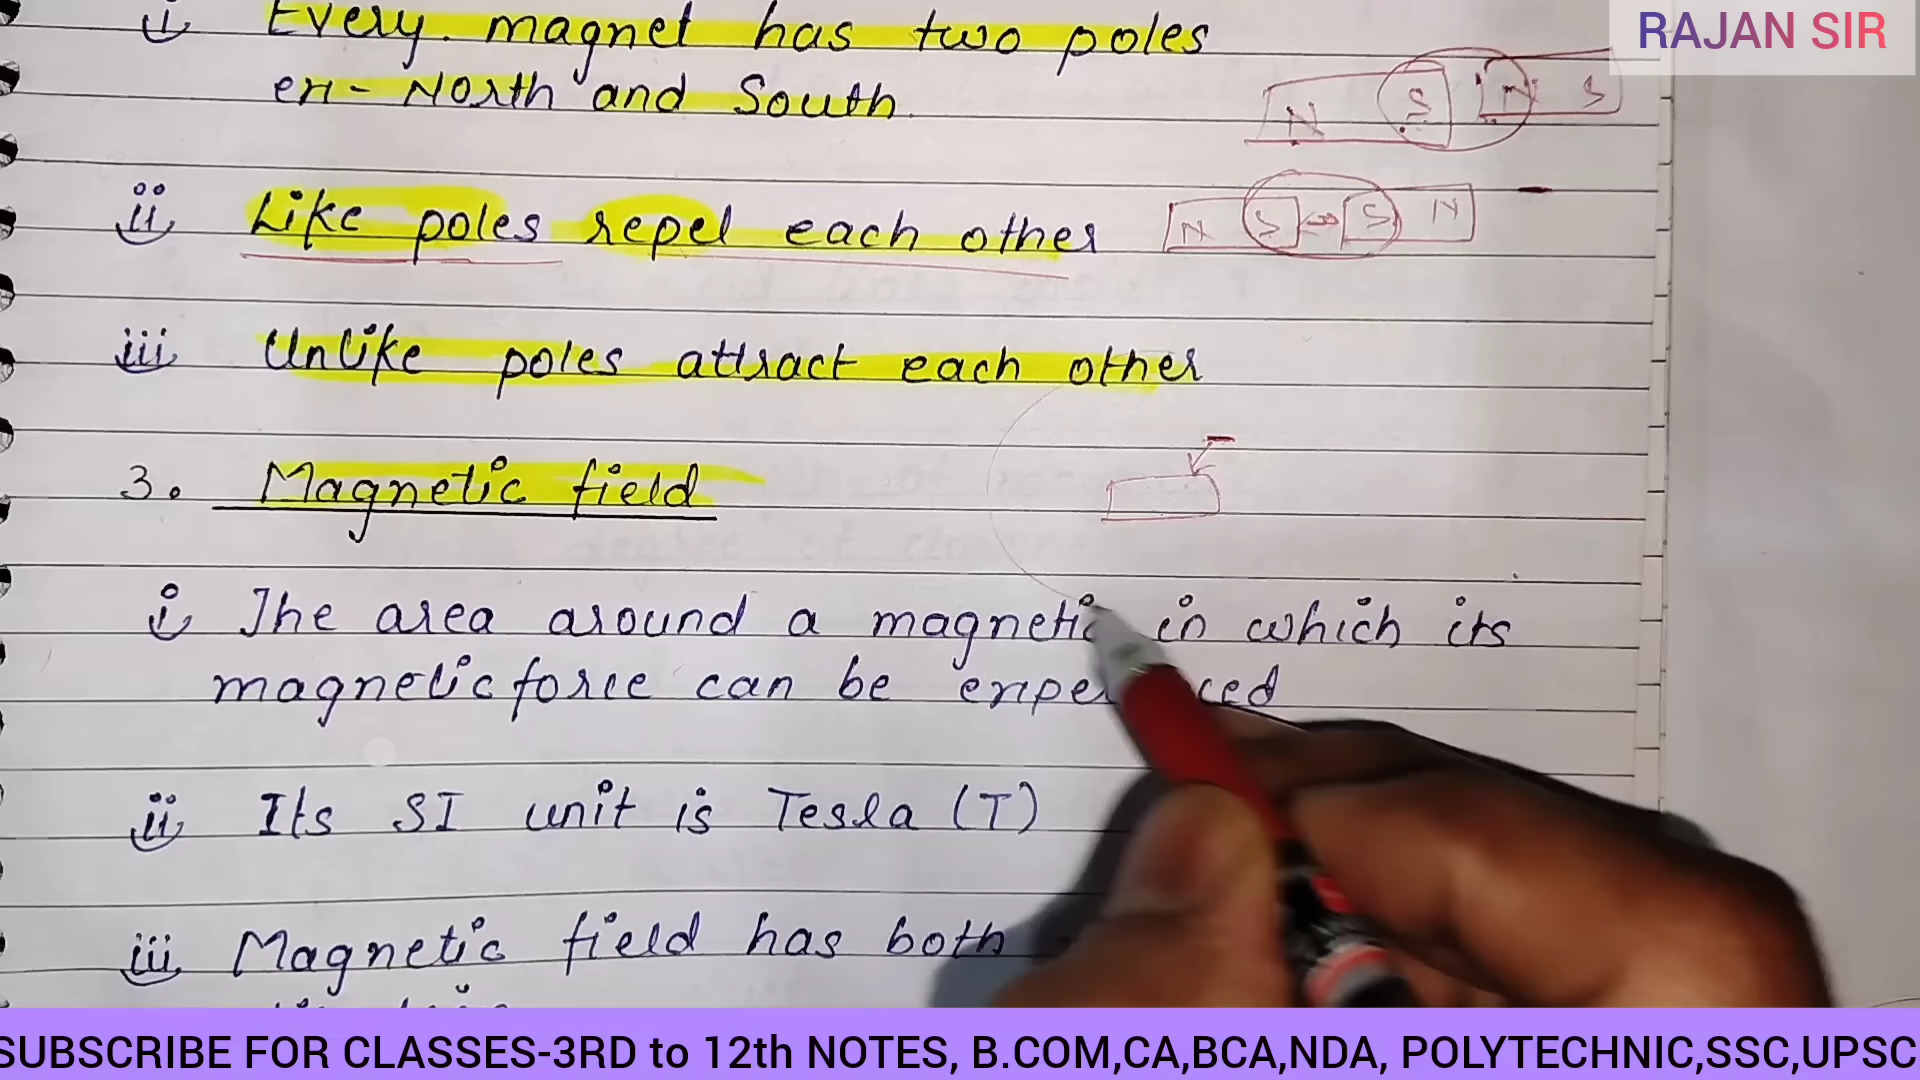 RAJAN SIR
i Every magnet has two poles
ex- North and South.
N S N S
ii Like poles repel each other
N S S N
iii Unlike poles attract each other
3. Magnetic field
i The area around a magnetic in which its
magnetic force can be
ii Its SI unit is Tesla (T)
iii Magnetic field has both
SUBSCRIBE FOR CLASSES-3RD to 12th NOTES, B.COM,CA,BCA,NDA, POLYTECHNIC,SSC,UPSC